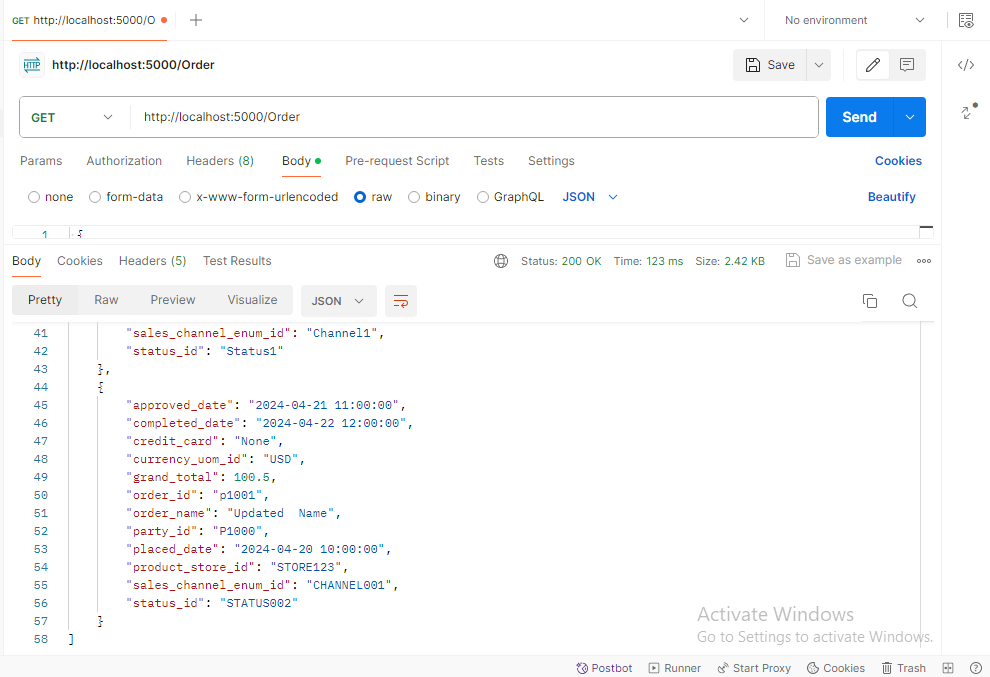 GET http://localhost:5000/O
No environment
HTTP http://localhost:5000/Order
Save
GET http://localhost:5000/Order Send
Params Authorization Headers (8) Body Pre-request Script Tests Settings Cookies
none form-data x-www-form-urlencoded raw binary GraphQL JSON Beautify
1 {
Body Cookies Headers (5) Test Results Status: 200 OK Time: 123 ms Size: 2.42 KB Save as example
Pretty Raw Preview Visualize JSON
41 "sales_channel_enum_id": "Channel1",
42 "status_id": "Status1"
43 },
44 {
45 "approved_date": "2024-04-21 11:00:00",
46 "completed_date": "2024-04-22 12:00:00",
47 "credit_card": "None",
48 "currency_uom_id": "USD",
49 "grand_total": 100.5,
50 "order_id": "p1001",
51 "order_name": "Updated  Name",
52 "party_id": "P1000",
53 "placed_date": "2024-04-20 10:00:00",
54 "product_store_id": "STORE123",
55 "sales_channel_enum_id": "CHANNEL001",
56 "status_id": "STATUS002"
57 }
58 ]
Activate Windows
Go to Settings to activate Windows.
Postbot Runner Start Proxy Cookies Trash